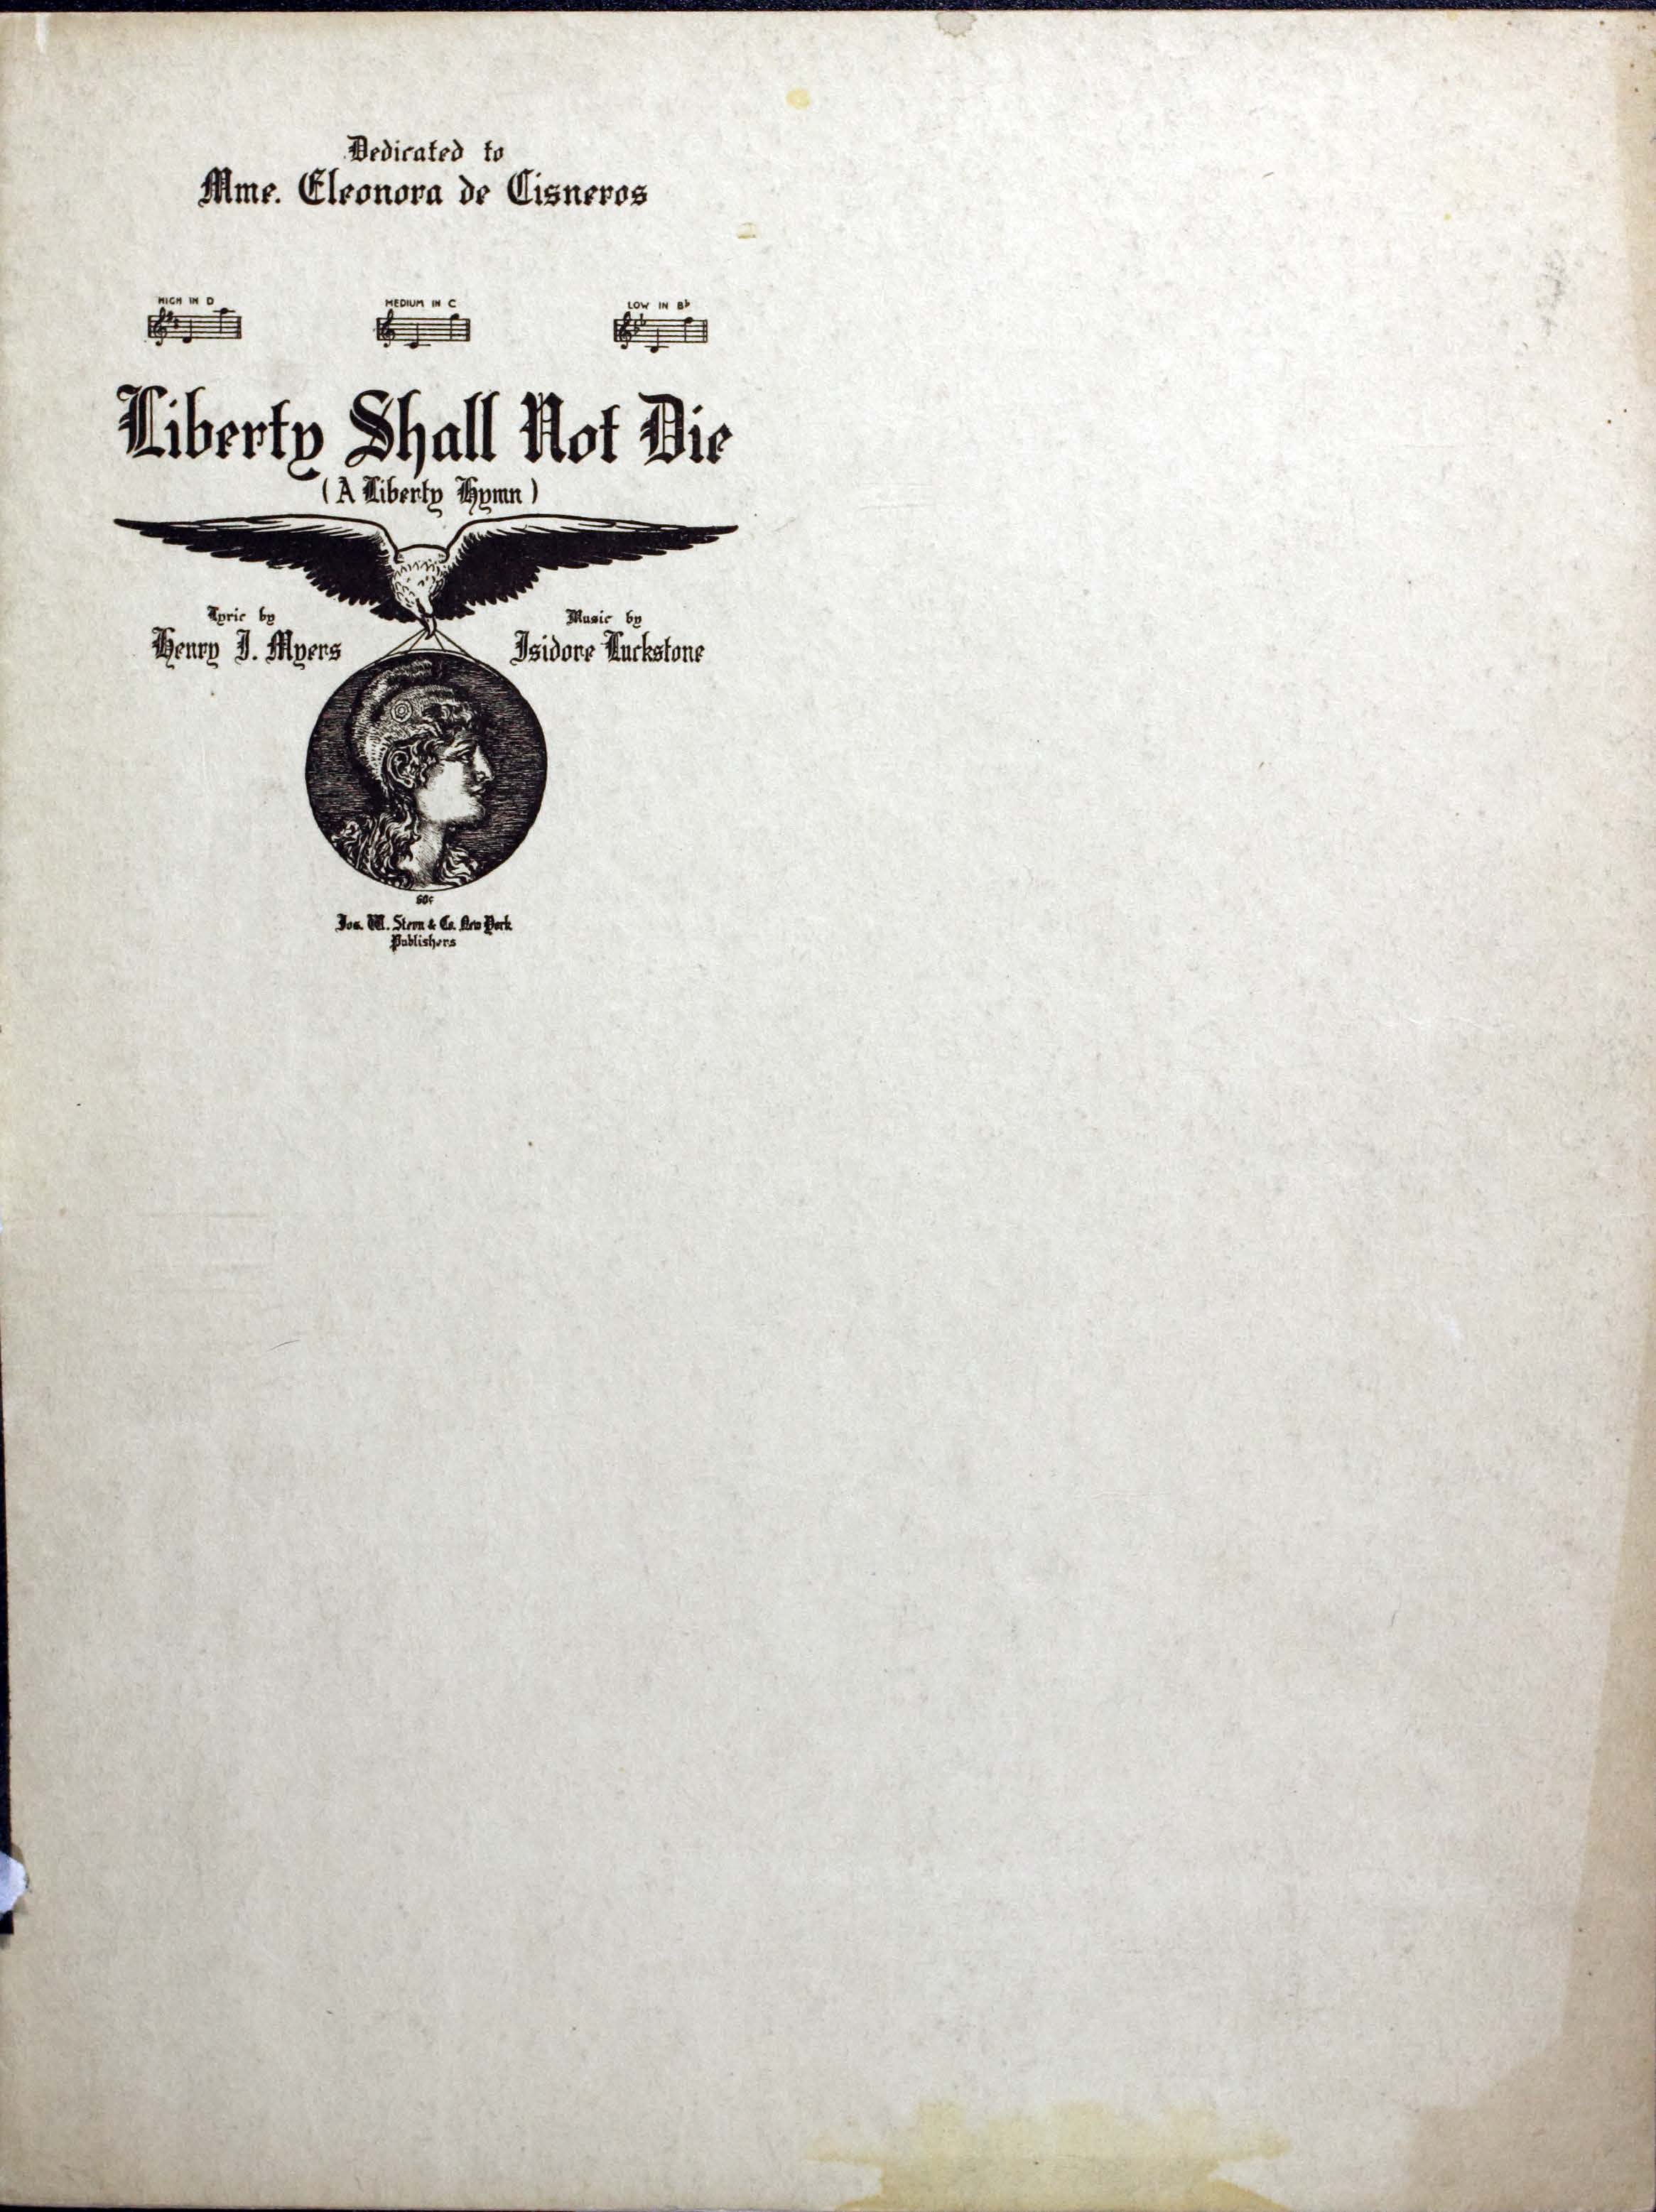 Dedicated to
Mme. Eleonora de Cisneros
HIGH IN D
MEDIUM IN C
LOW IN B♭
Liberty Shall Not Die
(A Liberty Hymn)
Lyric by
Henry I. Myers
Music by
Isidore Luckstone
60¢
Jos. W. Stern & Co. New York
Publishers